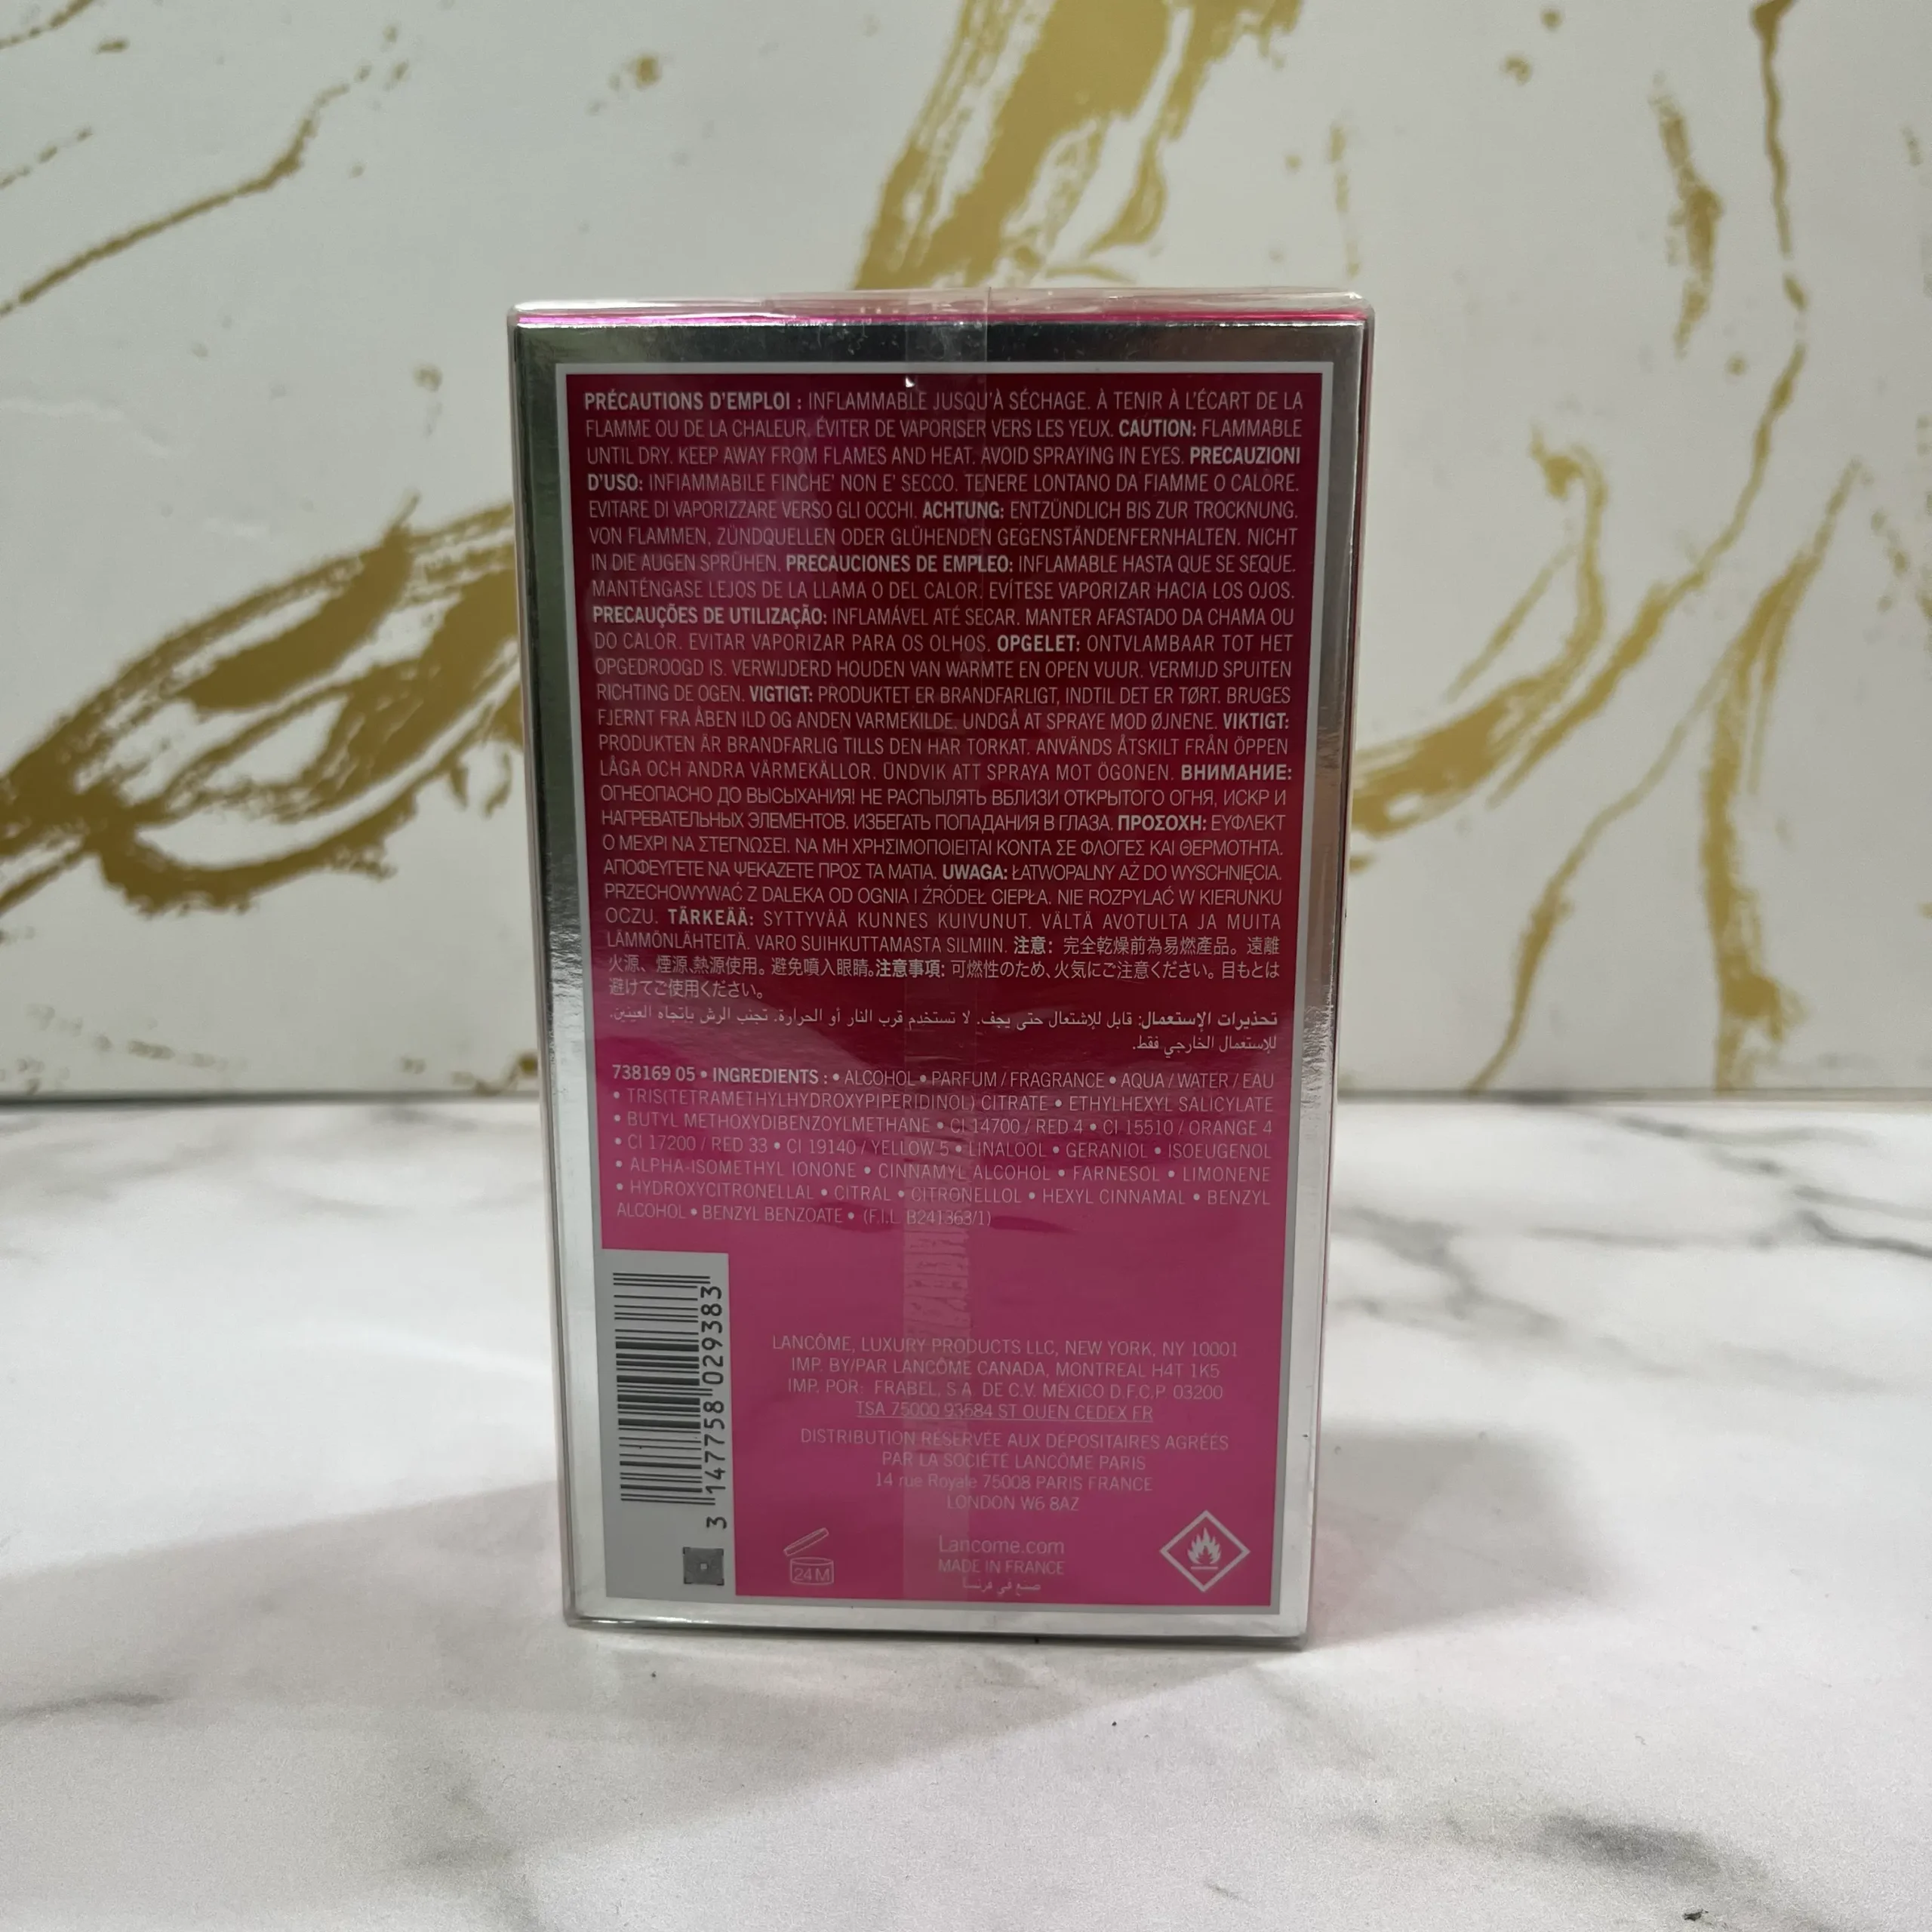 PRÉCAUTIONS D'EMPLOI : INFLAMMABLE JUSQU'À SÉCHAGE. À TENIR À L'ÉCART DE LA
FLAMME OU DE LA CHALEUR. ÉVITER DE VAPORISER VERS LES YEUX. CAUTION: FLAMMABLE
UNTIL DRY. KEEP AWAY FROM FLAMES AND HEAT. AVOID SPRAYING IN EYES. PRECAUZIONI
D'USO: INFIAMMABILE FINCHE' NON E' SECCO. TENERE LONTANO DA FIAMME O CALORE.
EVITARE DI VAPORIZZARE VERSO GLI OCCHI. ACHTUNG: ENTZÜNDLICH BIS ZUR TROCKNUNG.
VON FLAMMEN, ZÜNDQUELLEN ODER GLÜHENDEN GEGENSTÄNDENFERNHALTEN. NICHT
IN DIE AUGEN SPRÜHEN. PRECAUCIONES DE EMPLEO: INFLAMABLE HASTA QUE SE SEQUE.
MANTÉNGASE LEJOS DE LA LLAMA O DEL CALOR. EVÍTESE VAPORIZAR HACIA LOS OJOS.
PRECAUÇÕES DE UTILIZAÇÃO: INFLAMÁVEL ATÉ SECAR. MANTER AFASTADO DA CHAMA OU
DO CALOR. EVITAR VAPORIZAR PARA OS OLHOS. OPGELET: ONTVLAMBAAR TOT HET
OPGEDROOGD IS. VERWIJDERD HOUDEN VAN WARMTE EN OPEN VUUR. VERMIJD SPUITEN
RICHTING DE OGEN. VIGTIGT: PRODUKTET ER BRANDFARLIGT, INDTIL DET ER TØRT. BRUGES
FJERNT FRA ÅBEN ILD OG ANDEN VARMEKILDE. UNDGÅ AT SPRAYE MOD ØJNENE. VIKTIGT:
PRODUKTEN ÄR BRANDFARLIG TILLS DEN HAR TORKAT. ANVÄNDS ÅTSKILT FRÅN ÖPPEN
LÅGA OCH ANDRA VÄRMEKÄLLOR. UNDVIK ATT SPRAYA MOT ÖGONEN. ВНИМАНИЕ:
ОГНЕОПАСНО ДО ВЫСЫХАНИЯ! НЕ РАСПЫЛЯТЬ ВБЛИЗИ ОТКРЫТОГО ОГНЯ, ИСКР И
НАГРЕВАТЕЛЬНЫХ ЭЛЕМЕНТОВ. ИЗБЕГАТЬ ПОПАДАНИЯ В ГЛАЗА. ΠΡΟΣΟΧΗ: ΕΥΦΛΕΚΤ
Ο ΜΕΧΡΙ ΝΑ ΣΤΕΓΝΩΣΕΙ. ΝΑ ΜΗ ΧΡΗΣΙΜΟΠΟΙΕΙΤΑΙ ΚΟΝΤΑ ΣΕ ΦΛΟΓΕΣ ΚΑΙ ΘΕΡΜΟΤΗΤΑ.
ΑΠΟΦΕΥΓΕΤΕ ΝΑ ΨΕΚΑΖΕΤΕ ΠΡΟΣ ΤΑ ΜΑΤΙΑ. UWAGA: ŁATWOPALNY AŻ DO WYSCHNIĘCIA.
PRZECHOWYWAĆ Z DALEKA OD OGNIA I ŹRÓDEŁ CIEPŁA. NIE ROZPYLAĆ W KIERUNKU
OCZU. TÄRKEÄÄ: SYTTYVÄÄ KUNNES KUIVUNUT. VÄLTÄ AVOTULTA JA MUITA
LÄMMÖNLÄHTEITÄ. VARO SUIHKUTTAMASTA SILMIIN. 注意: 完全乾燥前為易燃產品。遠離
火源、煙源、熱源使用。避免噴入眼睛。注意事項: 可燃性のため、火気にご注意ください。目もとは
避けてご使用ください。
تحذيرات الإستعمال: قابل للإشتعال حتى يجف. لا تستخدم قرب النار أو الحرارة. تجنب الرش بإتجاه العينين.
للإستعمال الخارجي فقط.
738169 05 • INGREDIENTS : • ALCOHOL • PARFUM / FRAGRANCE • AQUA / WATER / EAU
• TRIS(TETRAMETHYLHYDROXYPIPERIDINOL) CITRATE • ETHYLHEXYL SALICYLATE
• BUTYL METHOXYDIBENZOYLMETHANE • CI 14700 / RED 4 • CI 15510 / ORANGE 4
• CI 17200 / RED 33 • CI 19140 / YELLOW 5 • LINALOOL • GERANIOL • ISOEUGENOL
• ALPHA-ISOMETHYL IONONE • CINNAMYL ALCOHOL • FARNESOL • LIMONENE
• HYDROXYCITRONELLAL • CITRAL • CITRONELLOL • HEXYL CINNAMAL • BENZYL
ALCOHOL • BENZYL BENZOATE • (F.I.L. B241363/1)
3 147758 029383
LANCÔME, LUXURY PRODUCTS LLC, NEW YORK, NY 10001
IMP. BY/PAR LANCÔME CANADA, MONTREAL H4T 1K5
IMP. POR: FRABEL, S.A. DE C.V. MÉXICO D.F.C.P. 03200
TSA 75000 93584 ST OUEN CEDEX FR
DISTRIBUTION RÉSERVÉE AUX DÉPOSITAIRES AGRÉÉS
PAR LA SOCIÉTÉ LANCÔME PARIS
14 rue Royale 75008 PARIS FRANCE
LONDON W6 8AZ
24 M
Lancome.com
MADE IN FRANCE
صنع في فرنسا